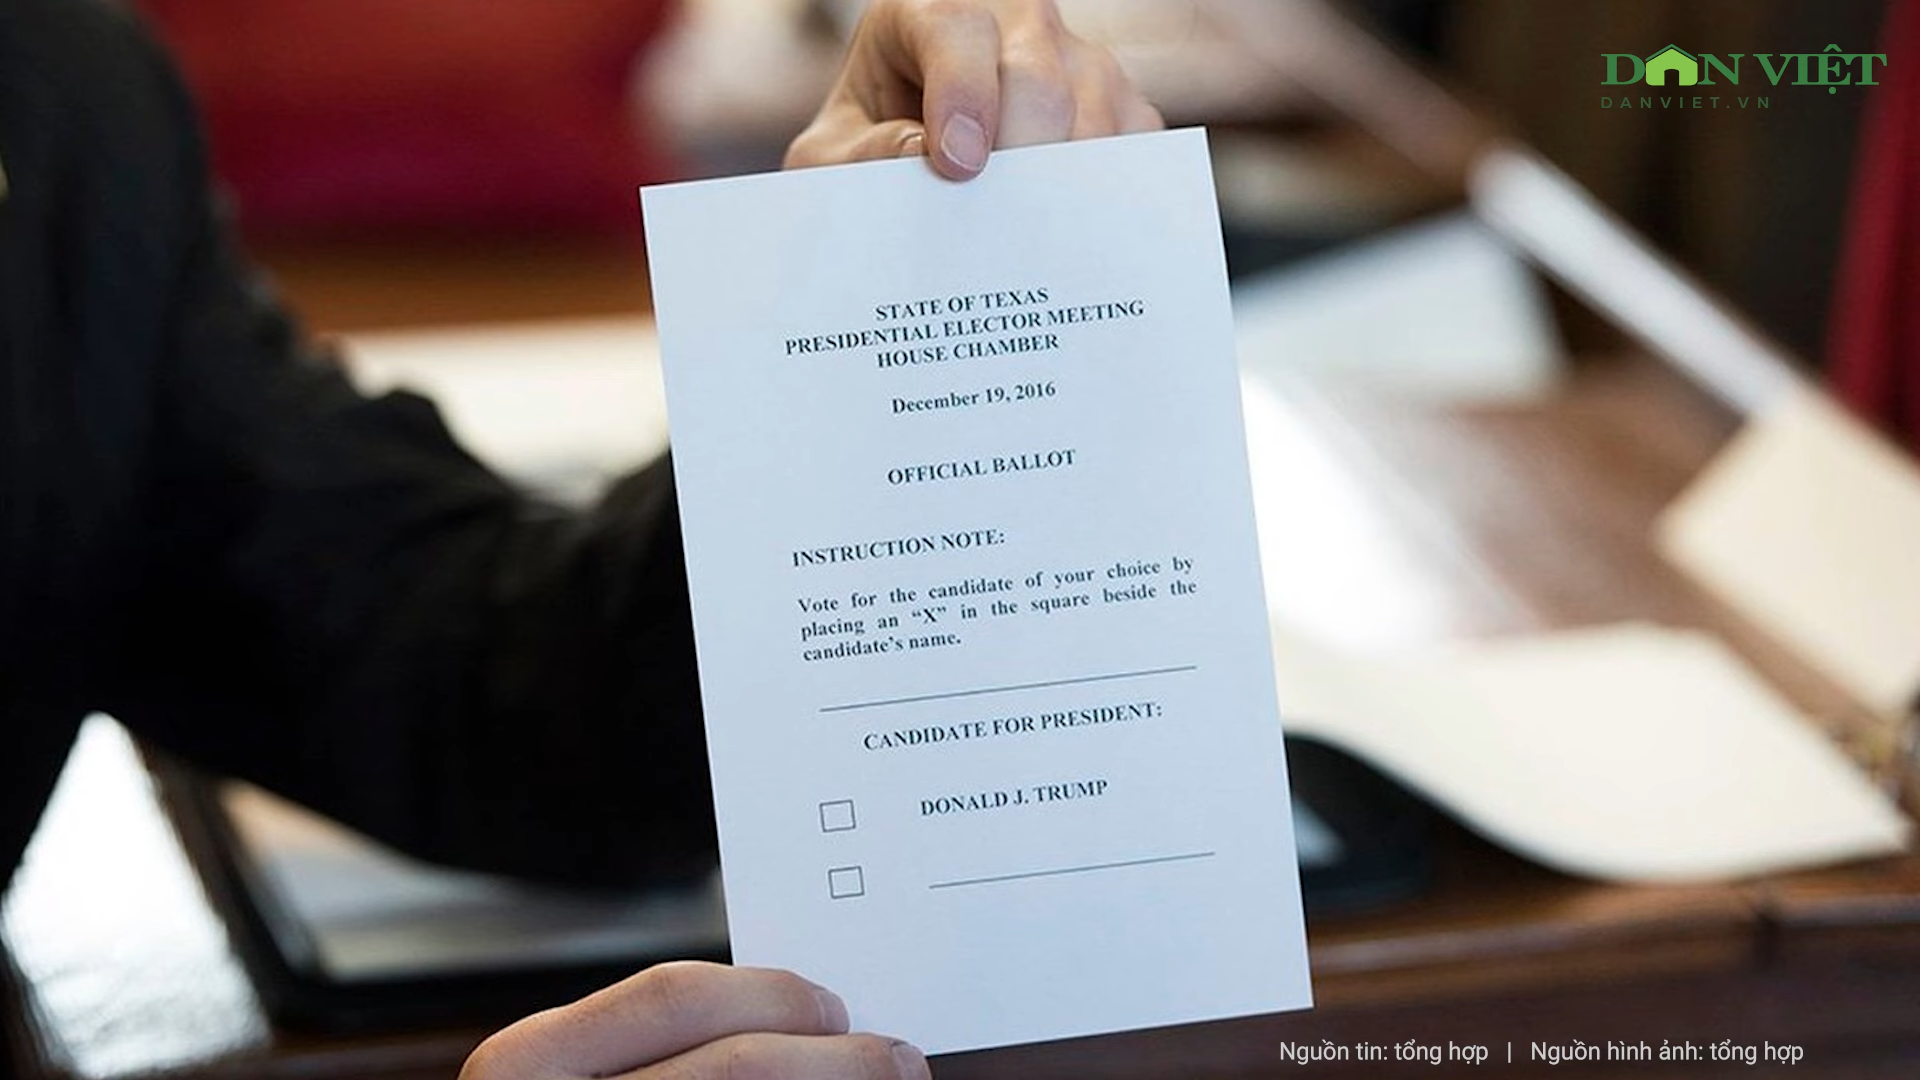 DÂN VIỆT
DANVIET.VN
STATE OF TEXAS
PRESIDENTIAL ELECTOR MEETING
HOUSE CHAMBER
December 19, 2016
OFFICIAL BALLOT
INSTRUCTION NOTE:
Vote for the candidate of your choice by
placing an “X” in the square beside the
candidate’s name.
CANDIDATE FOR PRESIDENT:
DONALD J. TRUMP
Nguồn tin: tổng hợp | Nguồn hình ảnh: tổng hợp